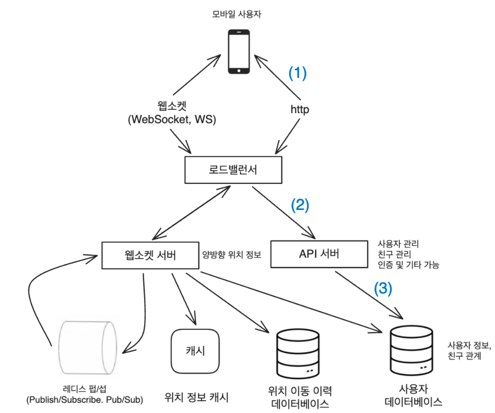 모바일 사용자
(1)
웹소켓
(WebSocket, WS)
http
로드밸런서
(2)
웹소켓 서버
양방향 위치 정보
API 서버
사용자 관리
친구 관리
인증 및 기타 가능
(3)
캐시
사용자 정보,
친구 관계
레디스 펍/섭
(Publish/Subscribe. Pub/Sub)
위치 정보 캐시
위치 이동 이력
데이터베이스
사용자
데이터베이스